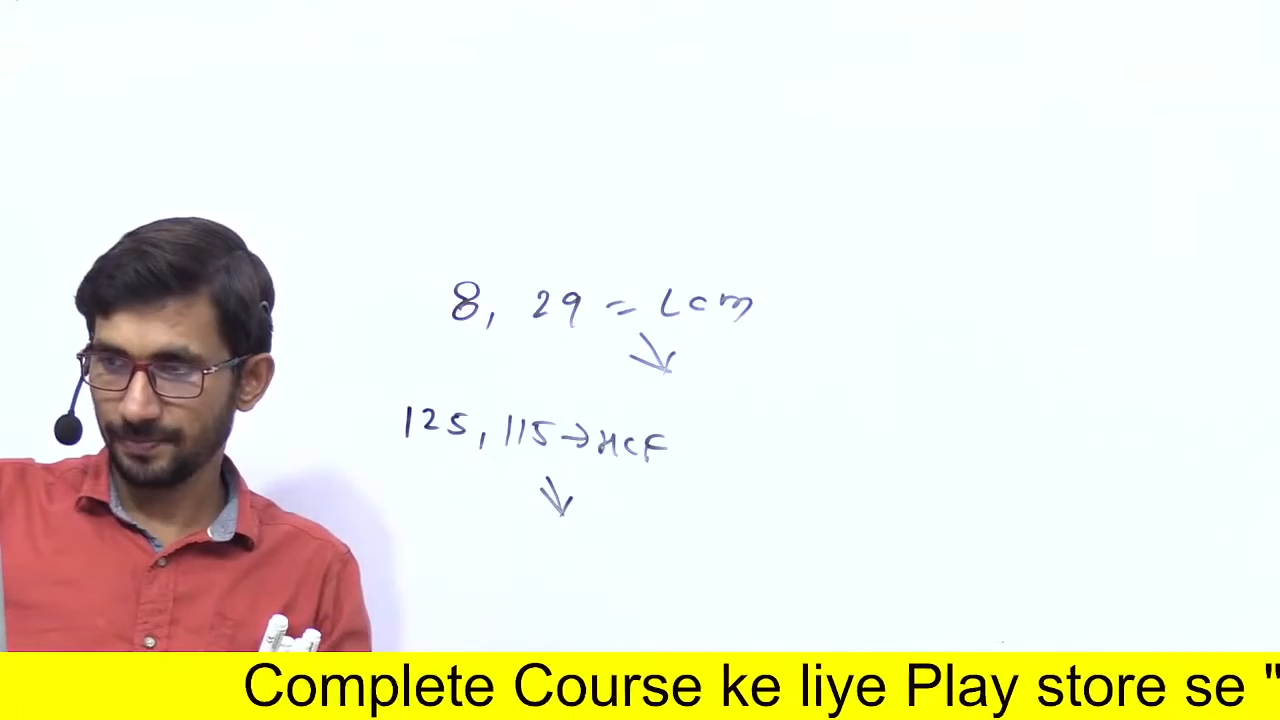 8, 29 = Lcm
125, 115 → HCF
Complete Course ke liye Play store se "